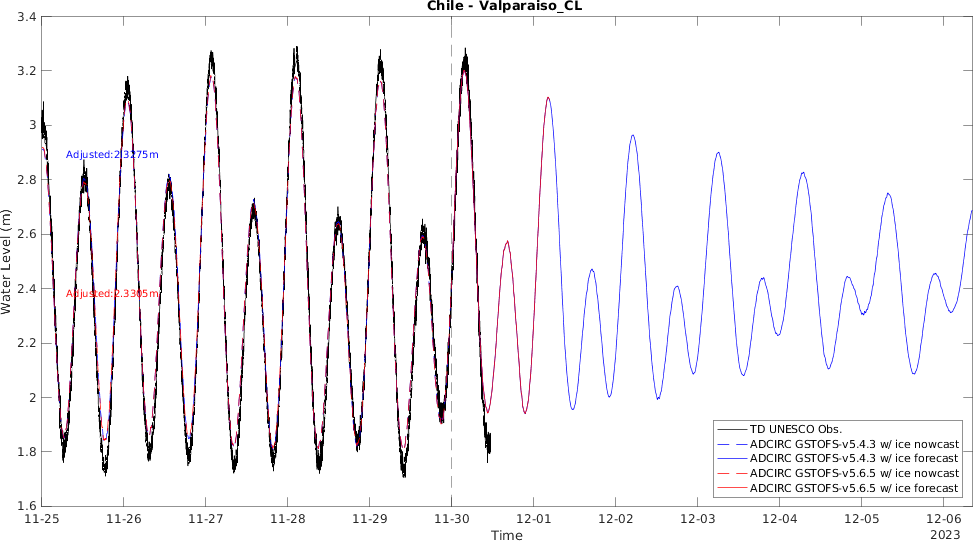 Chile - Valparaiso_CL
3.4
3.2
3
2.8
2.6
2.4
2.2
2
1.8
1.6
Water Level (m)
Adjusted:2.3275m
Adjusted:2.3305m
TD UNESCO Obs.
ADCIRC GSTOFS-v5.4.3 w/ ice nowcast
ADCIRC GSTOFS-v5.4.3 w/ ice forecast
ADCIRC GSTOFS-v5.6.5 w/ ice nowcast
ADCIRC GSTOFS-v5.6.5 w/ ice forecast
11-25 11-26 11-27 11-28 11-29 11-30 12-01 12-02 12-03 12-04 12-05 12-06
2023
Time